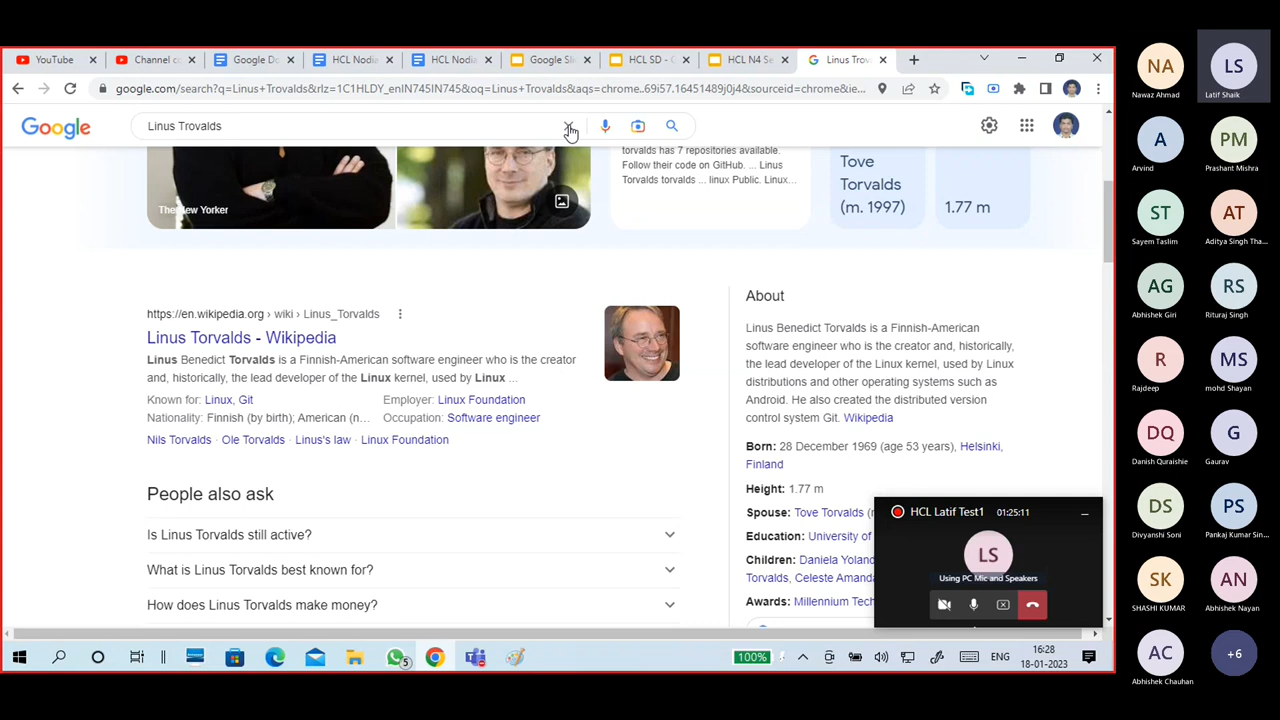 YouTube
Channel co
Google Do
HCL Nodie
HCL Nodie
Google Sli
HCL SD - C
HCL N4 Se
Linus Trov
google.com/search?q=Linus+Trovalds&rlz=1C1HLDY_enIN745IN745&oq=Linus+Trovalds&aqs=chrome..69i57.16451489j0j4&sourceid=chrome&ie...
Google
Linus Trovalds
The New Yorker
torvalds has 7 repositories available.
Follow their code on GitHub. ... Linus
Torvalds torvalds ... linux Public. Linux...
Tove
Torvalds
(m. 1997)
1.77 m
https://en.wikipedia.org › wiki › Linus_Torvalds
Linus Torvalds - Wikipedia
Linus Benedict Torvalds is a Finnish-American software engineer who is the creator
and, historically, the lead developer of the Linux kernel, used by Linux ...
Known for: Linux, Git
Employer: Linux Foundation
Nationality: Finnish (by birth); American (n...
Occupation: Software engineer
Nils Torvalds · Ole Torvalds · Linus's law · Linux Foundation
People also ask
Is Linus Torvalds still active?
What is Linus Torvalds best known for?
How does Linus Torvalds make money?
About
Linus Benedict Torvalds is a Finnish-American
software engineer who is the creator and, historically,
the lead developer of the Linux kernel, used by Linux
distributions and other operating systems such as
Android. He also created the distributed version
control system Git. Wikipedia
Born: 28 December 1969 (age 53 years), Helsinki,
Finland
Height: 1.77 m
Spouse: Tove Torvalds (m
Education: University of
Children: Daniela Yoland
Torvalds, Celeste Amanda
Awards: Millennium Tech
HCL Latif Test1 01:25:11
LS
Using PC Mic and Speakers
5
100%
ENG
16:28
18-01-2023
NA
Nawaz Ahmad
LS
Latif Shaik
A
Arvind
PM
Prashant Mishra
ST
Sayem Taslim
AT
Aditya Singh Tha...
AG
Abhishek Giri
RS
Rituraj Singh
R
Rajdeep
MS
mohd Shayan
DQ
Danish Quraishie
G
Gaurav
DS
Divyanshi Soni
PS
Pankaj Kumar Sin...
SK
SHASHI KUMAR
AN
Abhishek Nayan
AC
Abhishek Chauhan
+6